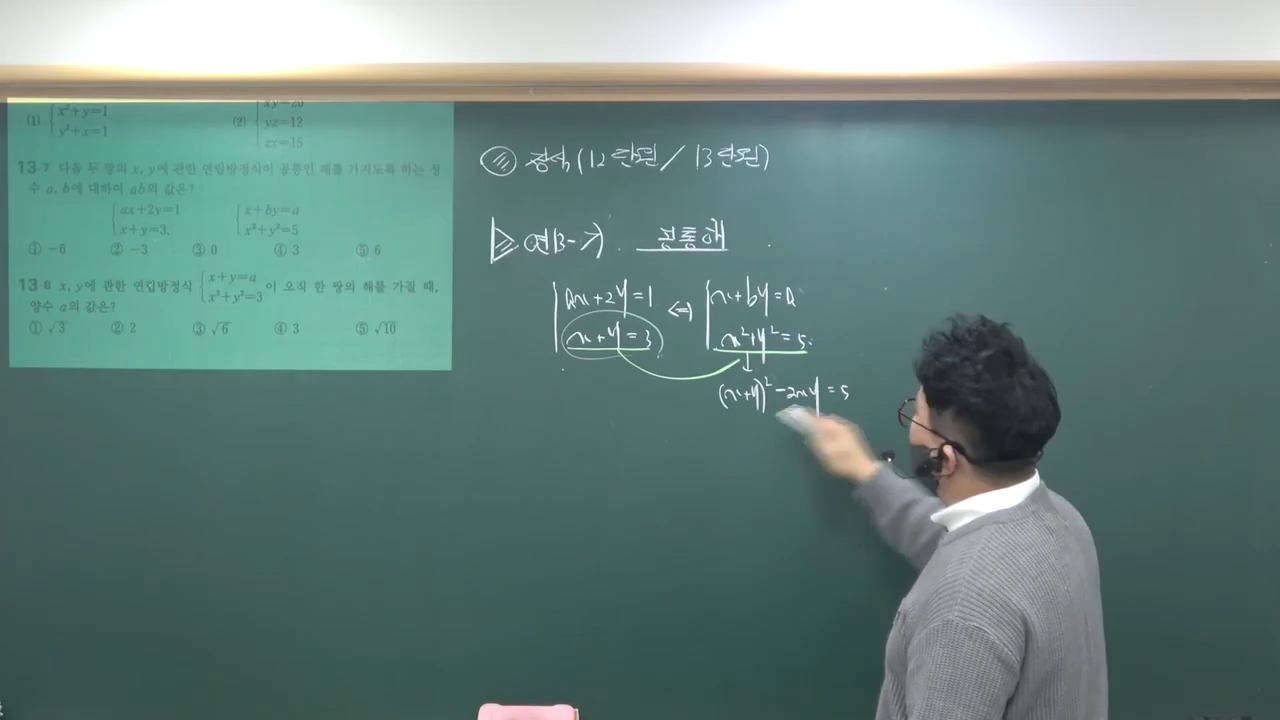 (1) { x²+y=1
y²+x=1
(2) { xy=20
yz=12
zx=15
13-7 다음 두 쌍의 x, y에 관한 연립방정식이 공통인 해를 가지도록 하는 정
수 a, b에 대하여 ab의 값은?
{ ax+2y=1
x+y=3.
{ x+by=a
x²+y²=5
① -6 ② -3 ③ 0 ④ 3 ⑤ 6
13-8 x, y에 관한 연립방정식 { x+y=a
x²+y²=3 이 오직 한 쌍의 해를 가질 때,
양수 a의 값은?
① √3 ② 2 ③ √6 ④ 3 ⑤ √10
정석 (12단원 / 13단원)
연13-7). 공통해
ax+2y=1 ⇔ x+by=a
x+y=3 x²+y²=5
↓
(x+y)²-2xy=5